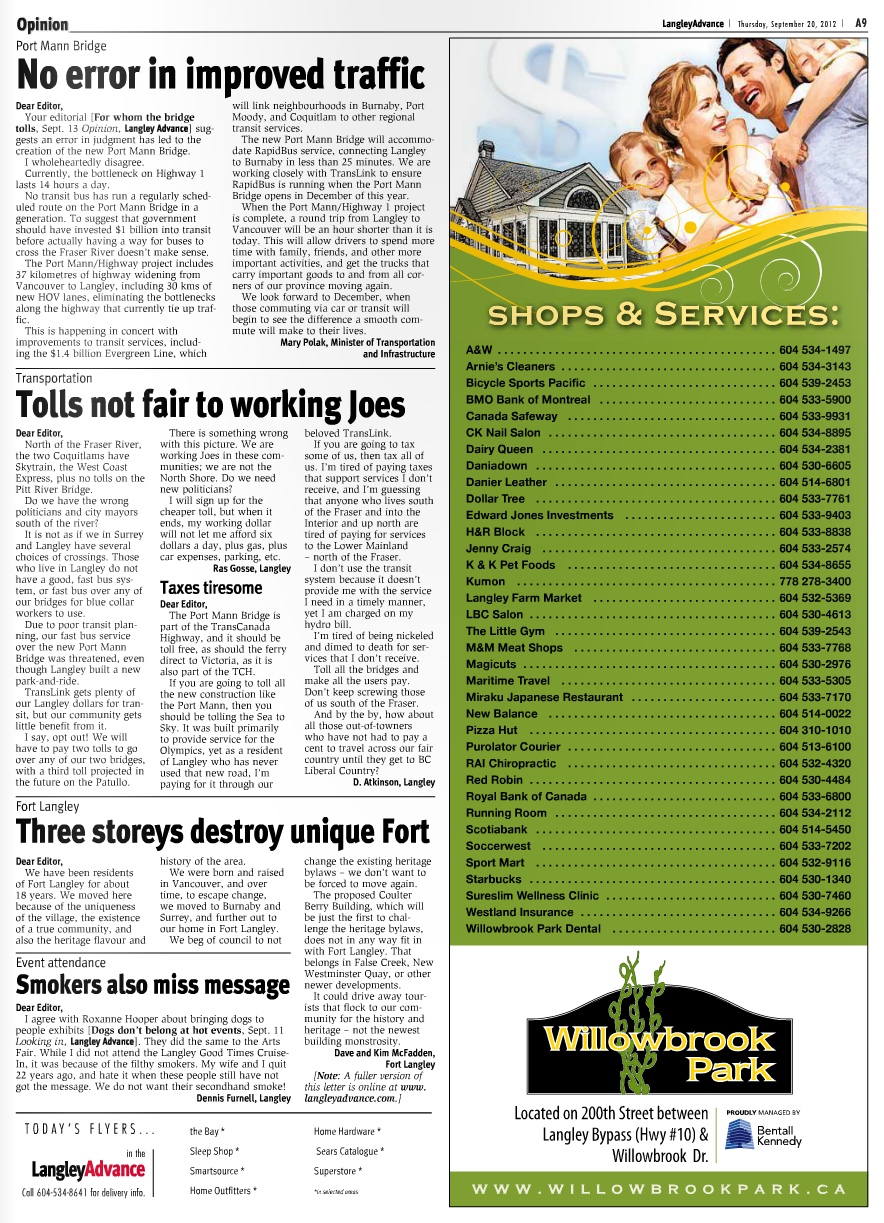 Opinion
LangleyAdvance | Thursday, September 20, 2012 | A9
Port Mann Bridge
No error in improved traffic
Dear Editor,
Your editorial [For whom the bridge
tolls, Sept. 13 Opinion, Langley Advance] sug-
gests an error in judgment has led to the
creation of the new Port Mann Bridge.
I wholeheartedly disagree.
Currently, the bottleneck on Highway 1
lasts 14 hours a day.
No transit bus has run a regularly sched-
uled route on the Port Mann Bridge in a
generation. To suggest that government
should have invested $1 billion into transit
before actually having a way for buses to
cross the Fraser River doesn't make sense.
The Port Mann/Highway project includes
37 kilometres of highway widening from
Vancouver to Langley, including 30 kms of
new HOV lanes, eliminating the bottlenecks
along the highway that currently tie up traf-
fic.
This is happening in concert with
improvements to transit services, includ-
ing the $1.4 billion Evergreen Line, which
will link neighbourhoods in Burnaby, Port
Moody, and Coquitlam to other regional
transit services.
The new Port Mann Bridge will accommo-
date RapidBus service, connecting Langley
to Burnaby in less than 25 minutes. We are
working closely with TransLink to ensure
RapidBus is running when the Port Mann
Bridge opens in December of this year.
When the Port Mann/Highway 1 project
is complete, a round trip from Langley to
Vancouver will be an hour shorter than it is
today. This will allow drivers to spend more
time with family, friends, and other more
important activities, and get the trucks that
carry important goods to and from all cor-
ners of our province moving again.
We look forward to December, when
those commuting via car or transit will
begin to see the difference a smooth com-
mute will make to their lives.
Mary Polak, Minister of Transportation
and Infrastructure
Transportation
Tolls not fair to working Joes
Dear Editor,
North of the Fraser River,
the two Coquitlams have
Skytrain, the West Coast
Express, plus no tolls on the
Pitt River Bridge.
Do we have the wrong
politicians and city mayors
south of the river?
It is not as if we in Surrey
and Langley have several
choices of crossings. Those
who live in Langley do not
have a good, fast bus sys-
tem, or fast bus over any of
our bridges for blue collar
workers to use.
Due to poor transit plan-
ning, our fast bus service
over the new Port Mann
Bridge was threatened, even
though Langley built a new
park-and-ride.
TransLink gets plenty of
our Langley dollars for tran-
sit, but our community gets
little benefit from it.
I say, opt out! We will
have to pay two tolls to go
over any of our two bridges,
with a third toll projected in
the future on the Patullo.
There is something wrong
with this picture. We are
working Joes in these com-
munities; we are not the
North Shore. Do we need
new politicians?
I will sign up for the
cheaper toll, but when it
ends, my working dollar
will not let me afford six
dollars a day, plus gas, plus
car expenses, parking, etc.
Ras Gosse, Langley
Taxes tiresome
Dear Editor,
The Port Mann Bridge is
part of the TransCanada
Highway, and it should be
toll free, as should the ferry
direct to Victoria, as it is
also part of the TCH.
If you are going to toll all
the new construction like
the Port Mann, then you
should be tolling the Sea to
Sky. It was built primarily
to provide service for the
Olympics, yet as a resident
of Langley who has never
used that new road, I'm
paying for it through our
beloved TransLink.
If you are going to tax
some of us, then tax all of
us. I'm tired of paying taxes
that support services I don't
receive, and I'm guessing
that anyone who lives south
of the Fraser and into the
Interior and up north are
tired of paying for services
to the Lower Mainland
– north of the Fraser.
I don't use the transit
system because it doesn't
provide me with the service
I need in a timely manner,
yet I am charged on my
hydro bill.
I'm tired of being nickeled
and dimed to death for ser-
vices that I don't receive.
Toll all the bridges and
make all the users pay.
Don't keep screwing those
of us south of the Fraser.
And by the by, how about
all those out-of-towners
who have not had to pay a
cent to travel across our fair
country until they get to BC
Liberal Country?
D. Atkinson, Langley
Fort Langley
Three storeys destroy unique Fort
Dear Editor,
We have been residents
of Fort Langley for about
18 years. We moved here
because of the uniqueness
of the village, the existence
of a true community, and
also the heritage flavour and
history of the area.
We were born and raised
in Vancouver, and over
time, to escape change,
we moved to Burnaby and
Surrey, and further out to
our home in Fort Langley.
We beg of council to not
change the existing heritage
bylaws – we don't want to
be forced to move again.
The proposed Coulter
Berry Building, which will
be just the first to chal-
lenge the heritage bylaws,
does not in any way fit in
with Fort Langley. That
belongs in False Creek, New
Westminster Quay, or other
newer developments.
It could drive away tour-
ists that flock to our com-
munity for the history and
heritage – not the newest
building monstrosity.
Dave and Kim McFadden,
Fort Langley
[Note: A fuller version of
this letter is online at www.
langleyadvance.com.]
Event attendance
Smokers also miss message
Dear Editor,
I agree with Roxanne Hooper about bringing dogs to
people exhibits [Dogs don't belong at hot events, Sept. 11
Looking in, Langley Advance]. They did the same to the Arts
Fair. While I did not attend the Langley Good Times Cruise-
In, it was because of the filthy smokers. My wife and I quit
22 years ago, and hate it when these people still have not
got the message. We do not want their secondhand smoke!
Dennis Furnell, Langley
TODAY'S FLYERS...
in the
LangleyAdvance
Call 604-534-8641 for delivery info.
the Bay *
Sleep Shop *
Smartsource *
Home Outfitters *
Home Hardware *
Sears Catalogue *
Superstore *
*in selected areas
SHOPS & SERVICES:
A&W 604 534-1497
Arnie's Cleaners 604 534-3143
Bicycle Sports Pacific 604 539-2453
BMO Bank of Montreal 604 533-5900
Canada Safeway 604 533-9931
CK Nail Salon 604 534-8895
Dairy Queen 604 534-2381
Daniadown 604 530-6605
Danier Leather 604 514-6801
Dollar Tree 604 533-7761
Edward Jones Investments 604 533-9403
H&R Block 604 533-8838
Jenny Craig 604 533-2574
K & K Pet Foods 604 534-8655
Kumon 778 278-3400
Langley Farm Market 604 532-5369
LBC Salon 604 530-4613
The Little Gym 604 539-2543
M&M Meat Shops 604 533-7768
Magicuts 604 530-2976
Maritime Travel 604 533-5305
Miraku Japanese Restaurant 604 533-7170
New Balance 604 514-0022
Pizza Hut 604 310-1010
Purolator Courier 604 513-6100
RAI Chiropractic 604 532-4320
Red Robin 604 530-4484
Royal Bank of Canada 604 533-6800
Running Room 604 534-2112
Scotiabank 604 514-5450
Soccerwest 604 533-7202
Sport Mart 604 532-9116
Starbucks 604 530-1340
Sureslim Wellness Clinic 604 530-7460
Westland Insurance 604 534-9266
Willowbrook Park Dental 604 530-2828
Willowbrook
Park
Located on 200th Street between
Langley Bypass (Hwy #10) &
Willowbrook Dr.
PROUDLY MANAGED BY
Bentall
Kennedy
WWW.WILLOWBROOKPARK.CA